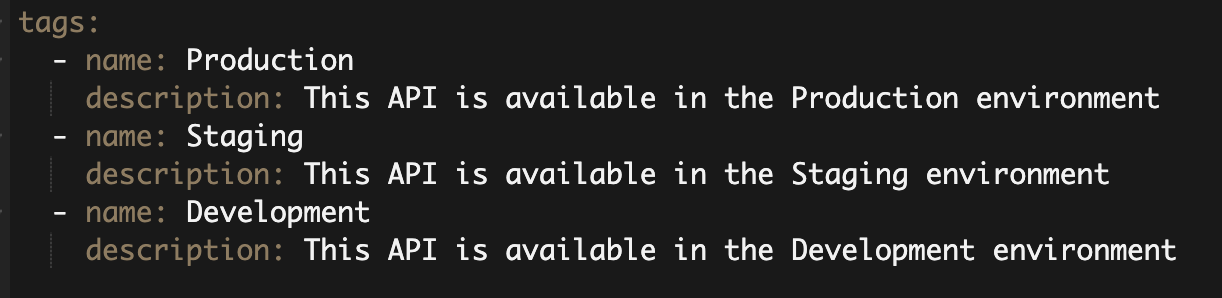 tags:
  - name: Production
    description: This API is available in the Production environment
  - name: Staging
    description: This API is available in the Staging environment
  - name: Development
    description: This API is available in the Development environment